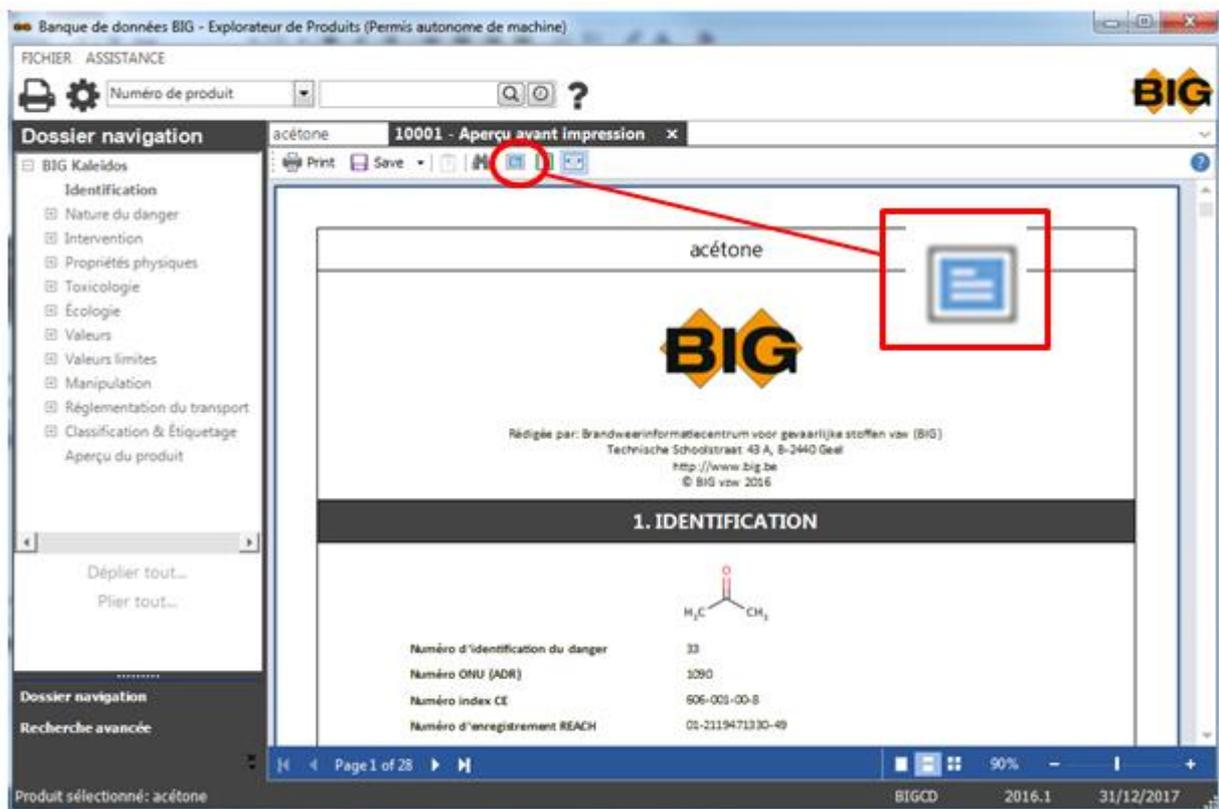 Banque de données BIG - Explorateur de Produits (Permis autonome de machine)
FICHIER ASSISTANCE
Numéro de produit
?
BIG
Dossier navigation
acétone
10001 - Aperçu avant impression ×
BIG Kaleidos
Print
Save
?
Identification
Nature du danger
Intervention
Propriétés physiques
Toxicologie
Écologie
Valeurs
Valeurs limites
Manipulation
Réglementation du transport
Classification & Étiquetage
Aperçu du produit
Déplier tout...
Plier tout...
Dossier navigation
Recherche avancée
acétone
BIG
Rédigée par: Brandweerinformatiecentrum voor gevaarlijke stoffen vzw (BIG)
Technische Schoolstraat 43 A, B-2440 Geel
http://www.big.be
© BIG vzw 2016
1. IDENTIFICATION
O
H₃C CH₃
Numéro d'identification du danger 33
Numéro ONU (ADR) 1090
Numéro index CE 606-001-00-8
Numéro d'enregistrement REACH 01-2119471330-49
Page 1 of 28
90% - +
Produit sélectionné: acétone
BIGCD 2016.1 31/12/2017